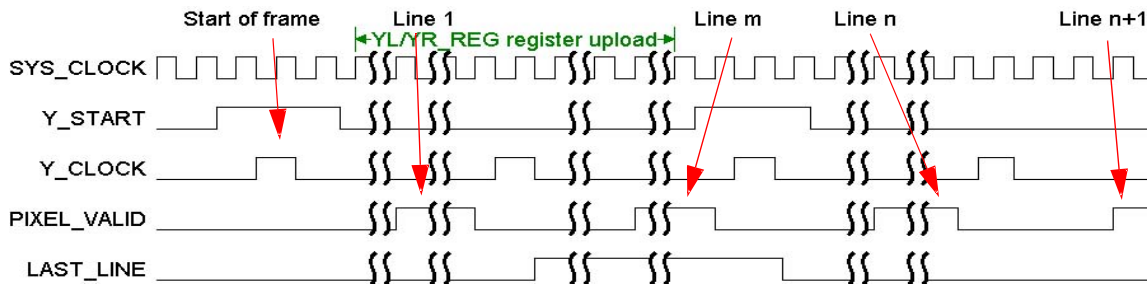 Start of frame Line 1 Line m Line n Line n+1
YL/YR_REG register upload
SYS_CLOCK
Y_START
Y_CLOCK
PIXEL_VALID
LAST_LINE